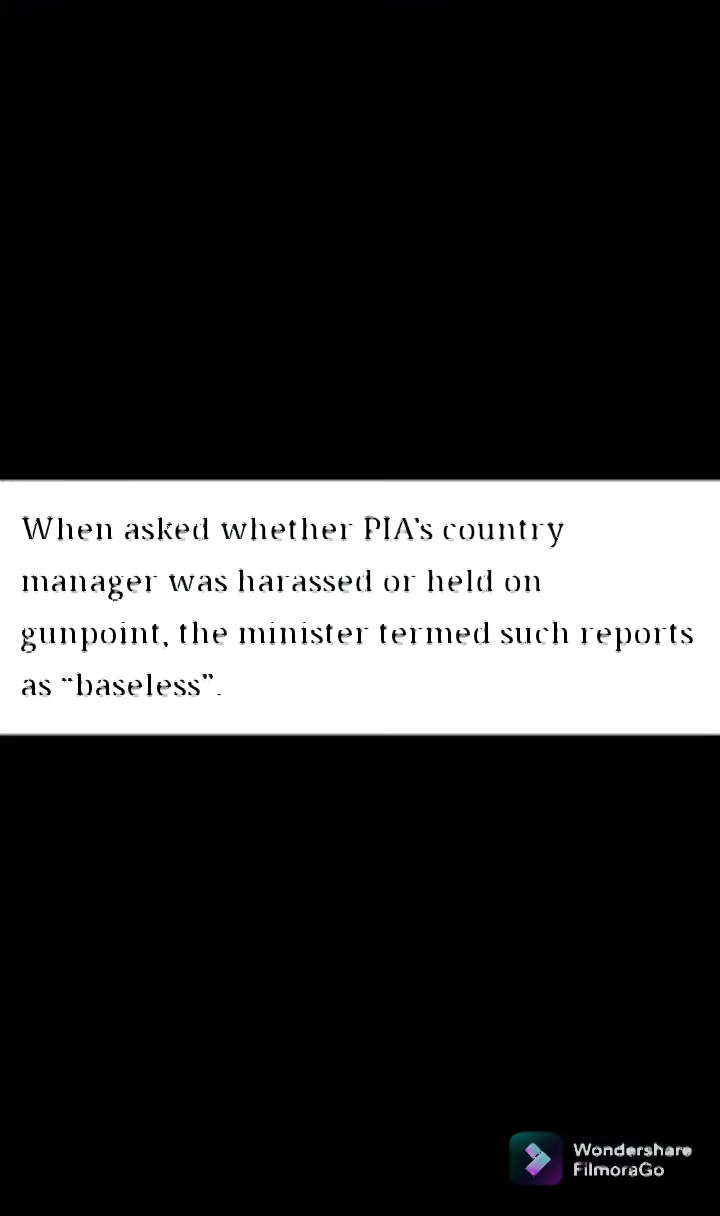 When asked whether PIA's country
manager was harassed or held on
gunpoint, the minister termed such reports
as “baseless”.
Wondershare
FilmoraGo